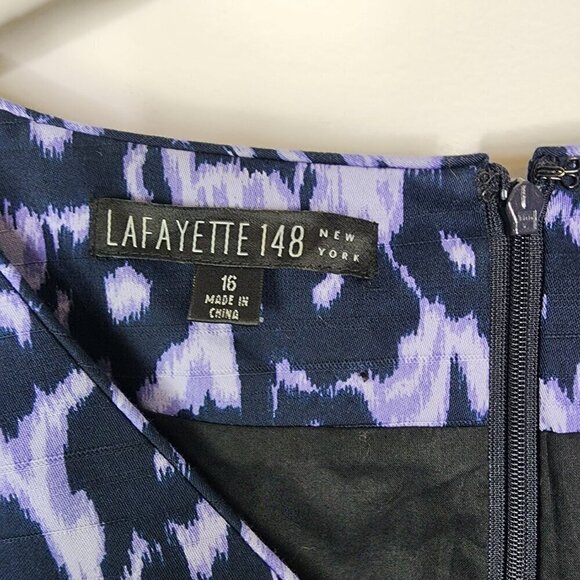 LAFAYETTE 148 NEW YORK
16
MADE IN
CHINA